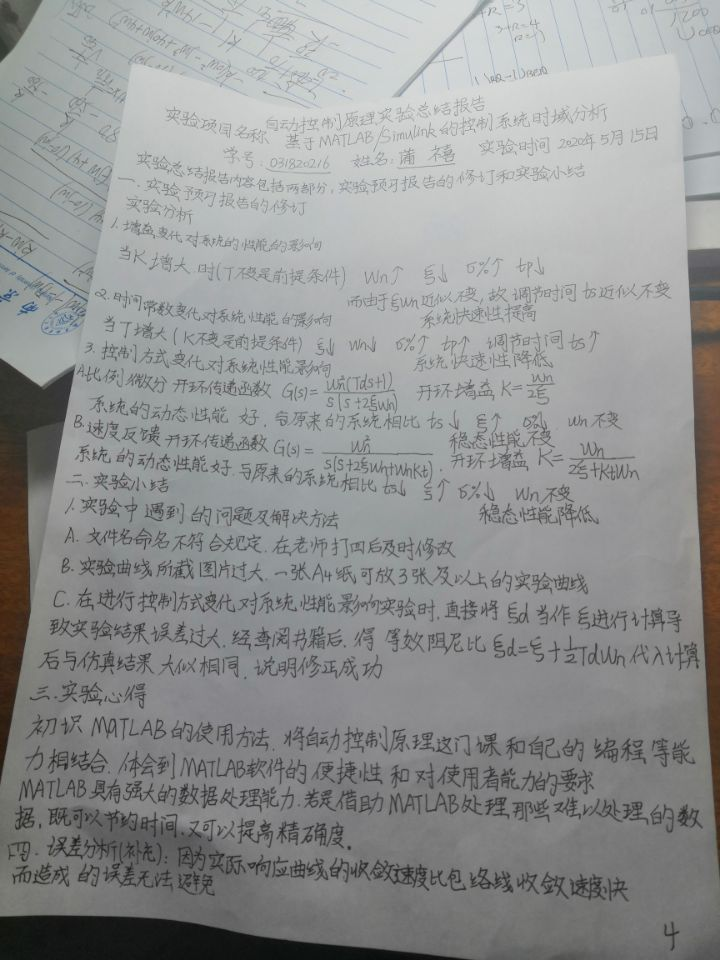 自动控制原理实验总结报告
实验项目名称 基于MATLAB/Simulink的控制系统时域分析
学号:031820216 姓名:蒲禧 实验时间 2020年5月15日
实验总结报告内容包括两部分,实验预习报告的修订和实验小结
一.实验预习报告的修订
实验分析
1.增益变化对系统的性能的影响
当K增大时(T不变是前提条件) Wn↑ ξ↓ σ%↑ tp↓
而由于ξWn近似不变,故调节时间ts近似不变
系统快速性提高
2.时间常数变化对系统性能的影响
当T增大(K不变是前提条件) ξ↓ Wn↓ σ%↑ tp↑ 调节时间ts↑
系统快速性降低
3.控制方式变化对系统性能影响
A.比例微分 开环传递函数 G(s)=Wn²(Tds+1)/s(s+2ξWn) 开环增益K=Wn/2ξ
系统的动态性能好,与原来的系统相比 ts↓ ξ↑ σ%↓ Wn不变
稳态性能不变
B.速度反馈 开环传递函数G(s)=Wn²/s(s+2ξWn+WnKt) 开环增益K=Wn/2ξ+KtWn
系统的动态性能好.与原来的系统相比ts↓ ξ↑ σ%↓ Wn不变
稳态性能降低
二.实验小结
1.实验中遇到的问题及解决方法
A.文件名命名不符合规定.在老师打回后及时修改
B.实验曲线所截图片过大.一张A4纸可放3张及以上的实验曲线
C.在进行控制方式变化对系统性能影响实验时.直接将ξd当作ξ进行计算导
致实验结果误差过大.经查阅书籍后.得等效阻尼比ξd=ξ+½TdWn代入计算
后与仿真结果大似相同.说明修正成功
三.实验心得
初识MATLAB的使用方法.将自动控制原理这门课和自己的编程等能
力相结合.体会到MATLAB软件的便捷性和对使用者能力的要求
MATLAB具有强大的数据处理能力.若是借助MATLAB处理那些难以处理的数
据,既可以节约时间.又可以提高精确度.
四.误差分析(补充):因为实际响应曲线的收敛速度比包络线收敛速度快
而造成的误差无法避免
4